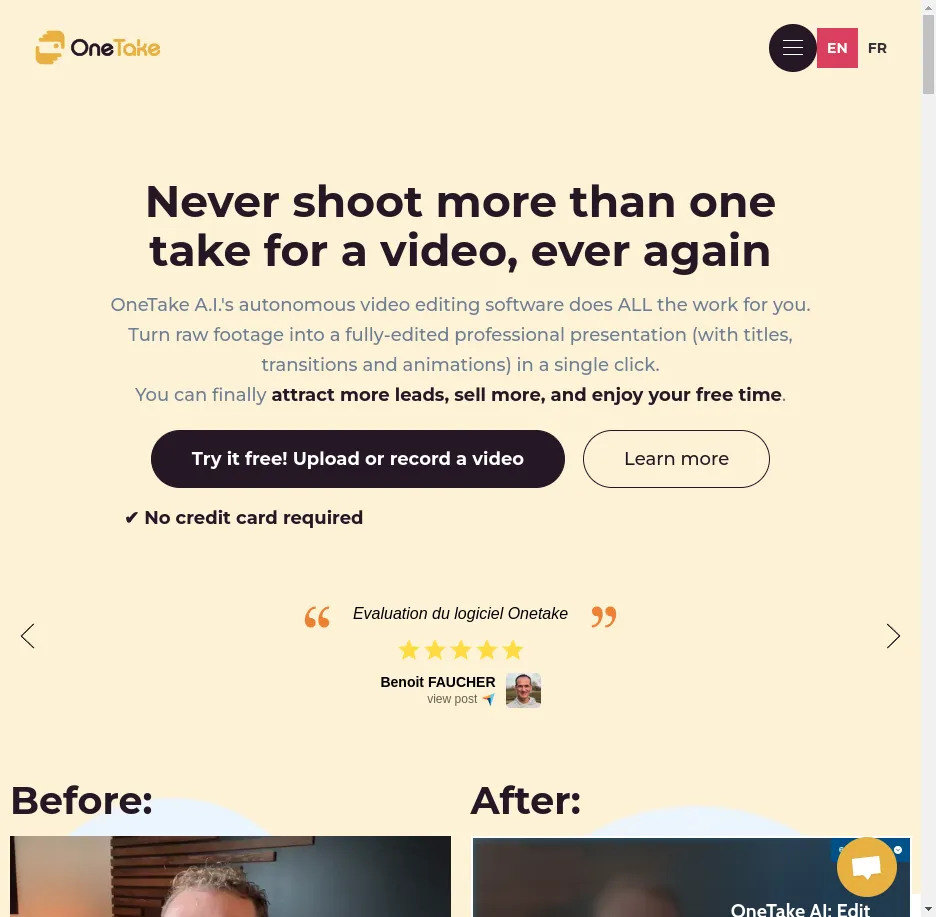 OneTake
EN
FR
Never shoot more than one
take for a video, ever again
OneTake A.I.'s autonomous video editing software does ALL the work for you.
Turn raw footage into a fully-edited professional presentation (with titles,
transitions and animations) in a single click.
You can finally attract more leads, sell more, and enjoy your free time.
Try it free! Upload or record a video
Learn more
✔ No credit card required
“ Evaluation du logiciel Onetake ”
Benoit FAUCHER
view post
Before:
After:
OneTake AI: Edit